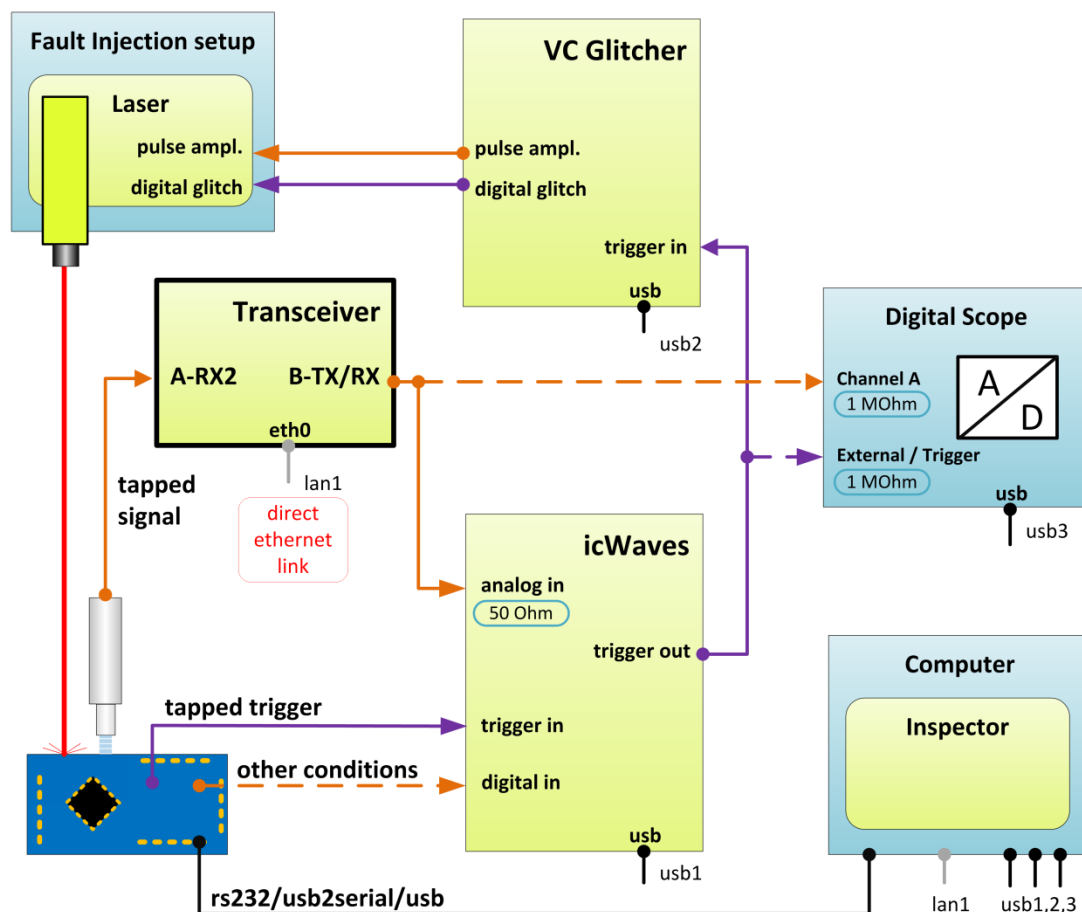 Fault Injection setup
Laser
pulse ampl.
digital glitch
VC Glitcher
pulse ampl.
digital glitch
trigger in
usb
usb2
Transceiver
A-RX2
B-TX/RX
eth0
lan1
direct
ethernet
link
tapped
signal
Digital Scope
Channel A
1 MOhm
A
D
External / Trigger
1 MOhm
usb
usb3
icWaves
analog in
50 Ohm
trigger out
tapped trigger
trigger in
other conditions
digital in
usb
usb1
rs232/usb2serial/usb
Computer
Inspector
lan1
usb1,2,3